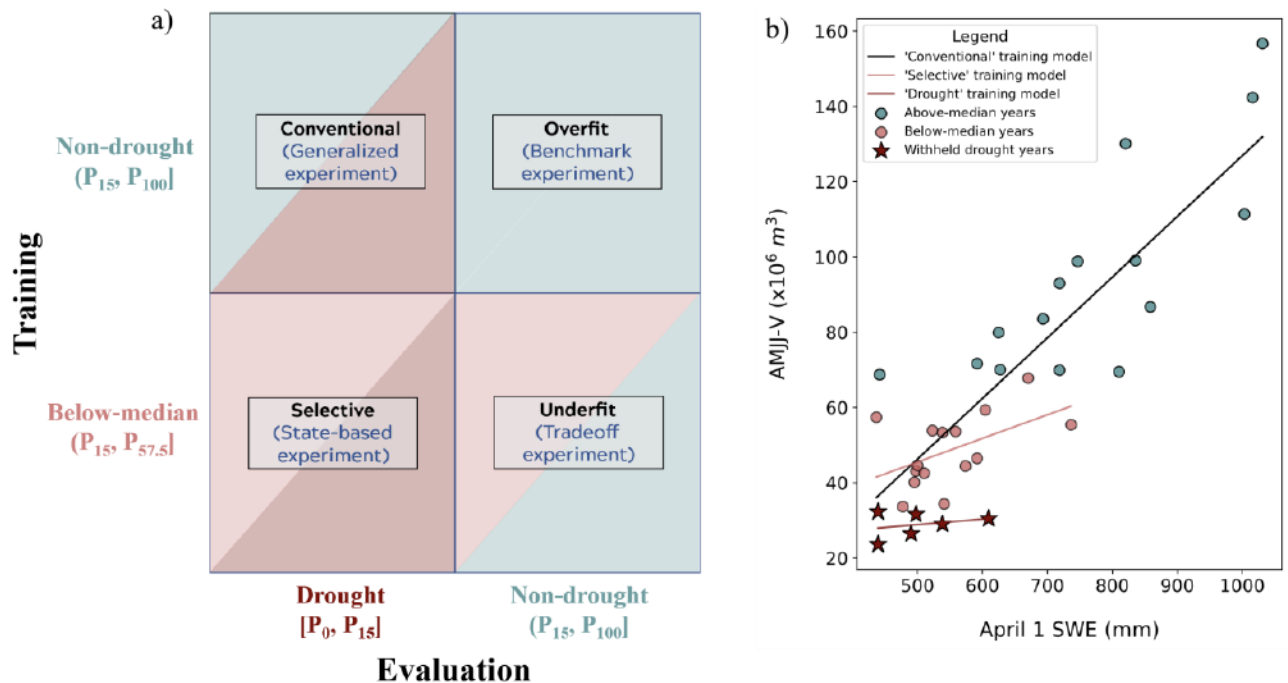 a)
Training
Non-drought
(P15, P100]
Below-median
(P15, P57.5]
Conventional
(Generalized
experiment)
Overfit
(Benchmark
experiment)
Selective
(State-based
experiment)
Underfit
(Tradeoff
experiment)
Drought
[P0, P15]
Non-drought
(P15, P100]
Evaluation
b)
Legend
'Conventional' training model
'Selective' training model
'Drought' training model
Above-median years
Below-median years
Withheld drought years
AMJJ-V (x10^6 m^3)
160
140
120
100
80
60
40
20
500 600 700 800 900 1000
April 1 SWE (mm)